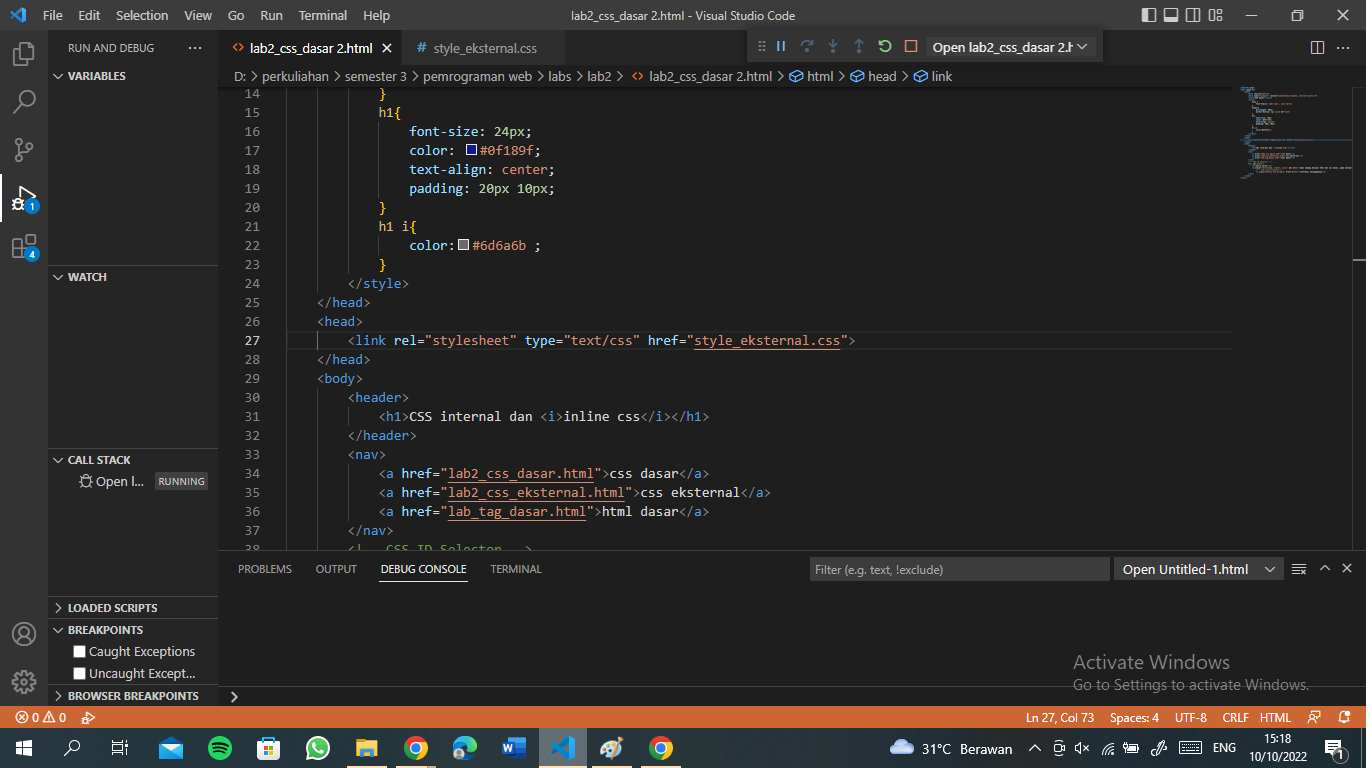 File Edit Selection View Go Run Terminal Help
lab2_css_dasar 2.html - Visual Studio Code
RUN AND DEBUG
VARIABLES
WATCH
CALL STACK
Open l... RUNNING
LOADED SCRIPTS
BREAKPOINTS
Caught Exceptions
Uncaught Except...
BROWSER BREAKPOINTS
1
4
lab2_css_dasar 2.html
# style_eksternal.css
Open lab2_css_dasar 2.h
D: > perkuliahan > semester 3 > pemrograman web > labs > lab2 > lab2_css_dasar 2.html > html > head > link
14 }
15 h1{
16 font-size: 24px;
17 color: #0f189f;
18 text-align: center;
19 padding: 20px 10px;
20 }
21 h1 i{
22 color: #6d6a6b ;
23 }
24 </style>
25 </head>
26 <head>
27 <link rel="stylesheet" type="text/css" href="style_eksternal.css">
28 </head>
29 <body>
30 <header>
31 <h1>CSS internal dan <i>inline css</i></h1>
32 </header>
33 <nav>
34 <a href="lab2_css_dasar.html">css dasar</a>
35 <a href="lab2_css_eksternal.html">css eksternal</a>
36 <a href="lab_tag_dasar.html">html dasar</a>
37 </nav>
38 <!-- CSS ID Selector -->
PROBLEMS OUTPUT DEBUG CONSOLE TERMINAL
Filter (e.g. text, !exclude)
Open Untitled-1.html
Activate Windows
Go to Settings to activate Windows.
0 0
Ln 27, Col 73 Spaces: 4 UTF-8 CRLF HTML
31°C Berawan
ENG
15:18
10/10/2022
1